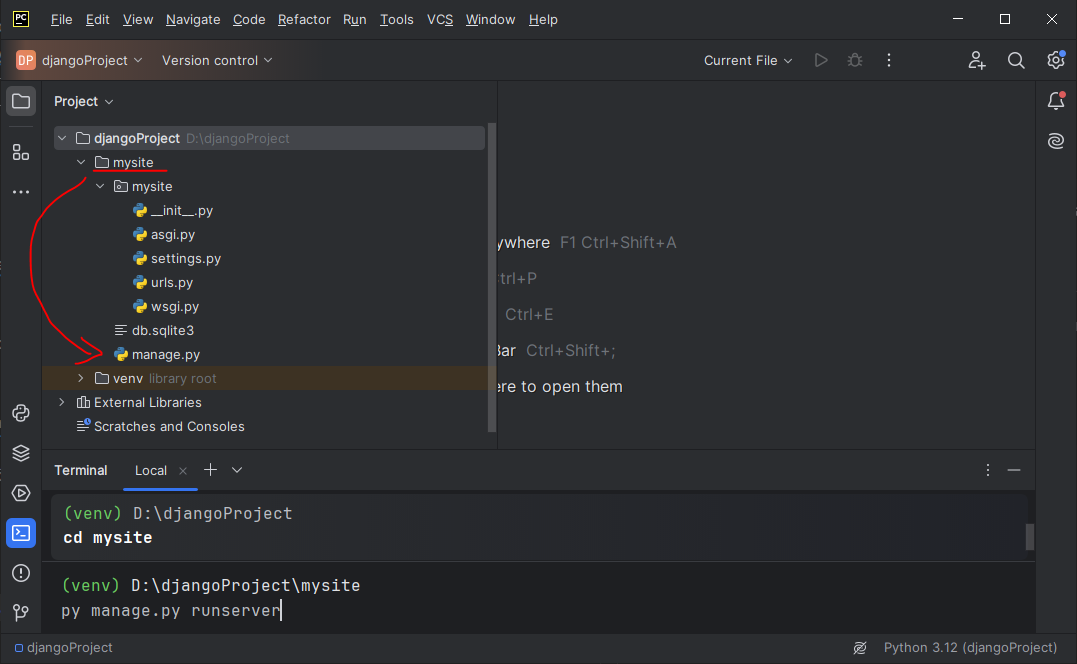 PC File Edit View Navigate Code Refactor Run Tools VCS Window Help
DP djangoProject Version control Current File
Project
djangoProject D:\djangoProject
mysite
mysite
__init__.py
asgi.py
settings.py
urls.py
wsgi.py
db.sqlite3
manage.py
venv library root
External Libraries
Scratches and Consoles
ywhere F1 Ctrl+Shift+A
trl+P
Ctrl+E
Bar Ctrl+Shift+;
ere to open them
Terminal Local
(venv) D:\djangoProject
cd mysite
(venv) D:\djangoProject\mysite
py manage.py runserver
djangoProject Python 3.12 (djangoProject)